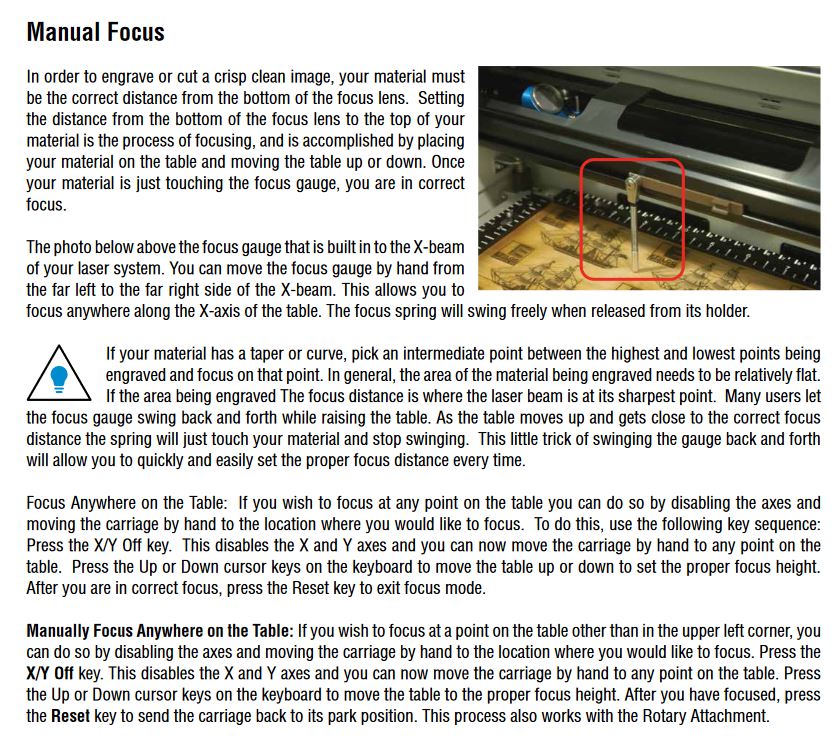 Manual Focus
In order to engrave or cut a crisp clean image, your material must
be the correct distance from the bottom of the focus lens.  Setting
the distance from the bottom of the focus lens to the top of your
material is the process of focusing, and is accomplished by placing
your material on the table and moving the table up or down. Once
your material is just touching the focus gauge, you are in correct
focus.
The photo below above the focus gauge that is built in to the X-beam
of your laser system. You can move the focus gauge by hand from
the far left to the far right side of the X-beam. This allows you to
focus anywhere along the X-axis of the table. The focus spring will swing freely when released from its holder.
If your material has a taper or curve, pick an intermediate point between the highest and lowest points being
engraved and focus on that point. In general, the area of the material being engraved needs to be relatively flat.
If the area being engraved The focus distance is where the laser beam is at its sharpest point.  Many users let
the focus gauge swing back and forth while raising the table. As the table moves up and gets close to the correct focus
distance the spring will just touch your material and stop swinging.  This little trick of swinging the gauge back and forth
will allow you to quickly and easily set the proper focus distance every time.
Focus Anywhere on the Table:  If you wish to focus at any point on the table you can do so by disabling the axes and
moving the carriage by hand to the location where you would like to focus.  To do this, use the following key sequence:
Press the X/Y Off key.  This disables the X and Y axes and you can now move the carriage by hand to any point on the
table.  Press the Up or Down cursor keys on the keyboard to move the table up or down to set the proper focus height.
After you are in correct focus, press the Reset key to exit focus mode.
Manually Focus Anywhere on the Table: If you wish to focus at a point on the table other than in the upper left corner, you
can do so by disabling the axes and moving the carriage by hand to the location where you would like to focus. Press the
X/Y Off key. This disables the X and Y axes and you can now move the carriage by hand to any point on the table. Press
the Up or Down cursor keys on the keyboard to move the table to the proper focus height. After you have focused, press
the Reset key to send the carriage back to its park position. This process also works with the Rotary Attachment.